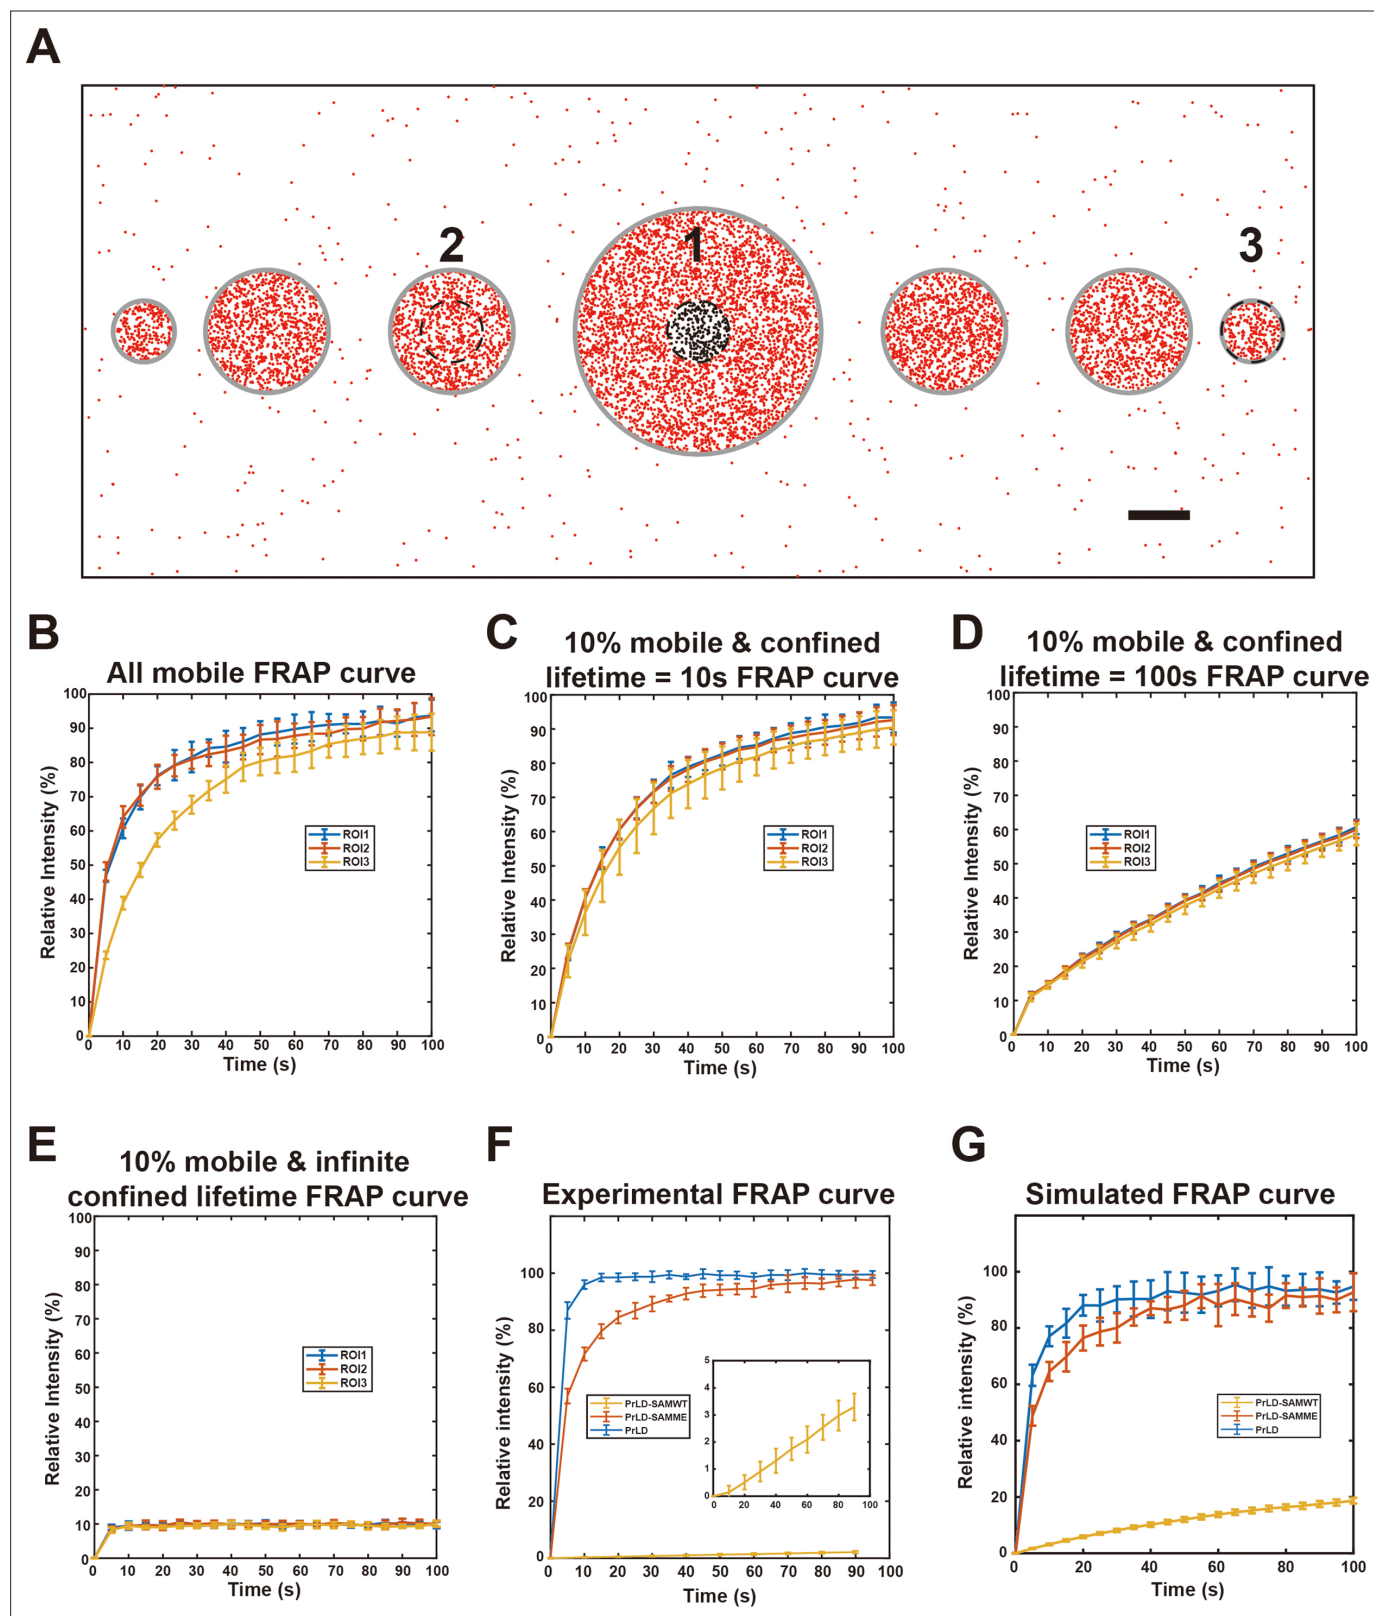 A
2
1
3
B
All mobile FRAP curve
Relative Intensity (%)
100
90
80
70
60
50
40
30
20
10
0
ROI1
ROI2
ROI3
0 10 20 30 40 50 60 70 80 90 100
Time (s)
C
10% mobile & confined
lifetime = 10s FRAP curve
Relative Intensity (%)
100
90
80
70
60
50
40
30
20
10
0
ROI1
ROI2
ROI3
0 10 20 30 40 50 60 70 80 90 100
Time (s)
D
10% mobile & confined
lifetime = 100s FRAP curve
Relative Intensity (%)
100
90
80
70
60
50
40
30
20
10
0
ROI1
ROI2
ROI3
0 10 20 30 40 50 60 70 80 90 100
Time (s)
E
10% mobile & infinite
confined lifetime FRAP curve
Relative Intensity (%)
100
90
80
70
60
50
40
30
20
10
0
ROI1
ROI2
ROI3
0 10 20 30 40 50 60 70 80 90 100
Time (s)
F
Experimental FRAP curve
Relative intensity (%)
100
80
60
40
20
0
PrLD-SAMWT
PrLD-SAMME
PrLD
5
4
3
2
1
0
0 20 40 60 80 100
0 10 20 30 40 50 60 70 80 90 100
Time (s)
G
Simulated FRAP curve
Relative intensity (%)
100
80
60
40
20
0
PrLD-SAMWT
PrLD-SAMME
PrLD
0 20 40 60 80 100
Time (s)